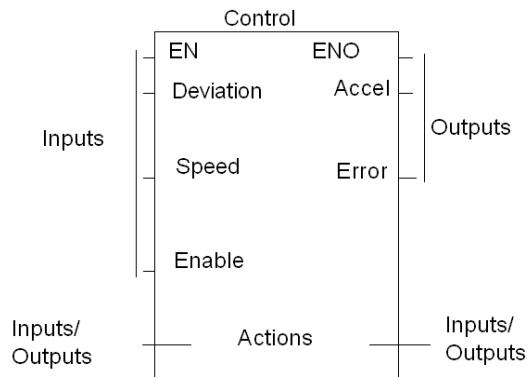 Control
EN ENO
Deviation Accel
Inputs Outputs
Speed Error
Enable
Inputs/
Outputs
Actions
Inputs/
Outputs